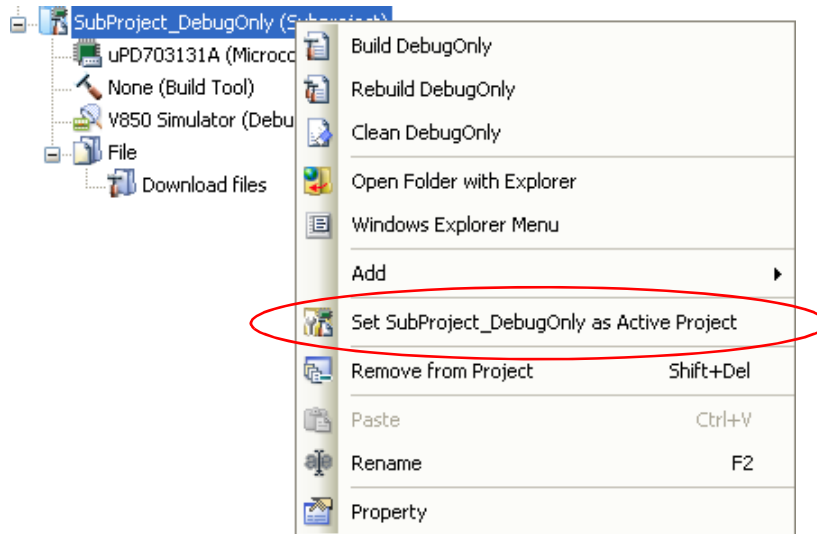 SubProject_DebugOnly (Subproject)
uPD703131A (Microco
None (Build Tool)
V850 Simulator (Debu
File
Download files
Build DebugOnly
Rebuild DebugOnly
Clean DebugOnly
Open Folder with Explorer
Windows Explorer Menu
Add
Set SubProject_DebugOnly as Active Project
Remove from Project Shift+Del
Paste Ctrl+V
Rename F2
Property